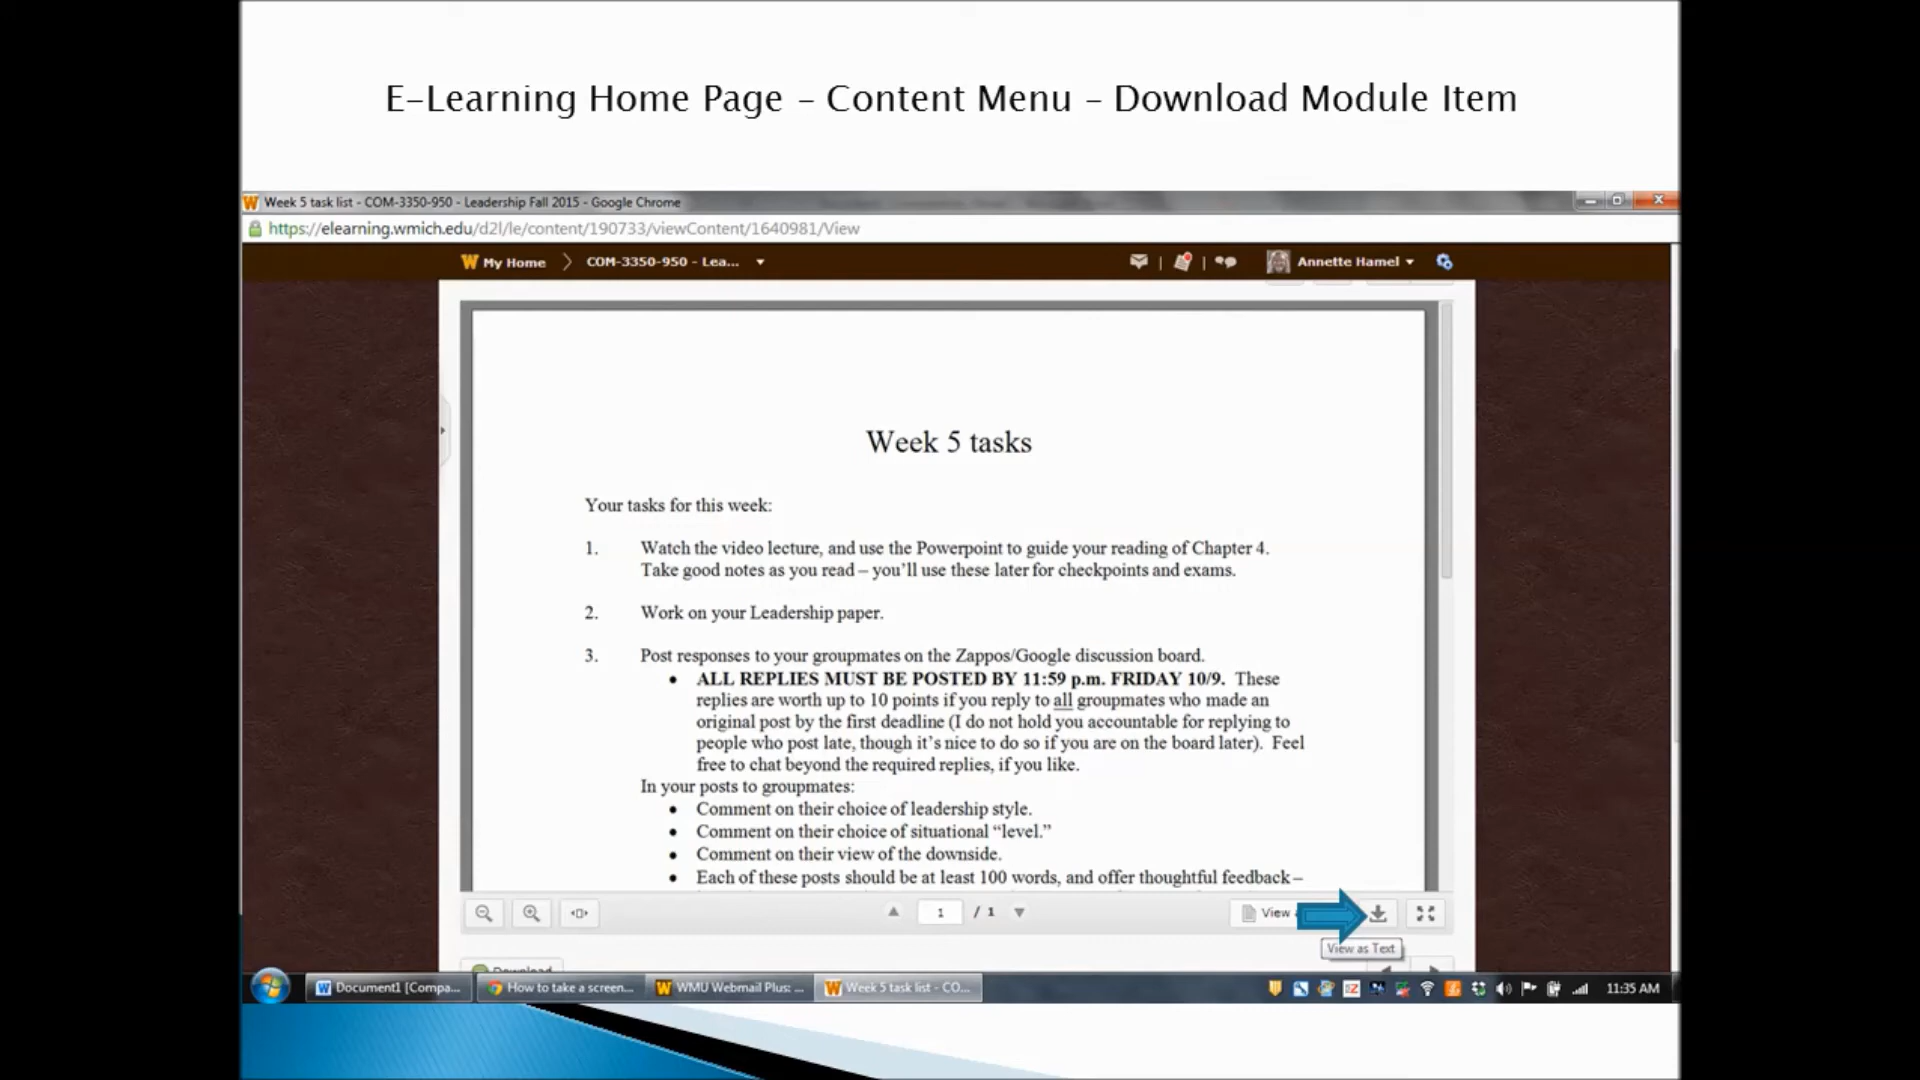 E-Learning Home Page – Content Menu – Download Module Item
Week 5 task list - COM-3350-950 - Leadership Fall 2015 - Google Chrome
https://elearning.wmich.edu/d2l/le/content/190733/viewContent/1640981/View
My Home
COM-3350-950 - Lea...
Annette Hamel
Week 5 tasks
Your tasks for this week:
1. Watch the video lecture, and use the Powerpoint to guide your reading of Chapter 4.
Take good notes as you read – you’ll use these later for checkpoints and exams.
2. Work on your Leadership paper.
3. Post responses to your groupmates on the Zappos/Google discussion board.
• ALL REPLIES MUST BE POSTED BY 11:59 p.m. FRIDAY 10/9. These
replies are worth up to 10 points if you reply to all groupmates who made an
original post by the first deadline (I do not hold you accountable for replying to
people who post late, though it’s nice to do so if you are on the board later). Feel
free to chat beyond the required replies, if you like.
In your posts to groupmates:
• Comment on their choice of leadership style.
• Comment on their choice of situational “level.”
• Comment on their view of the downside.
• Each of these posts should be at least 100 words, and offer thoughtful feedback –
1 / 1
View
View as Text
Download
Document1 [Compa...
How to take a screen...
WMU Webmail Plus: ...
Week 5 task list - CO...
11:35 AM